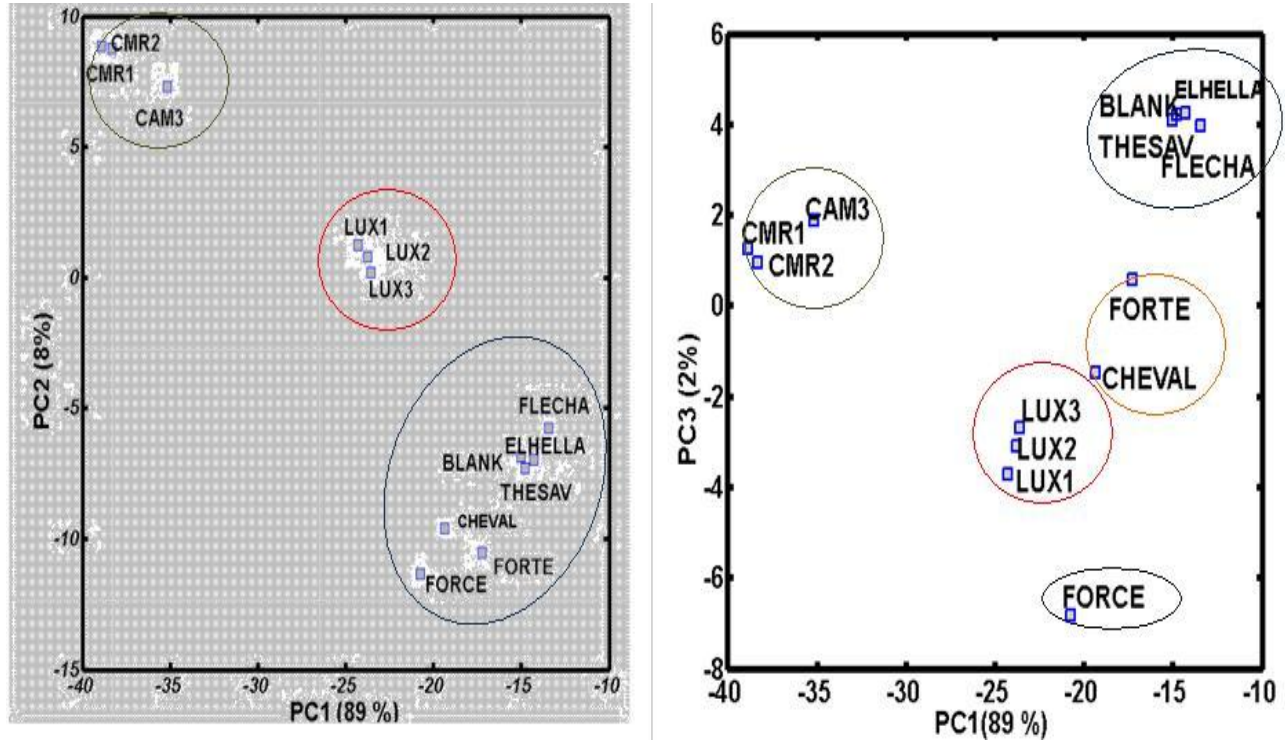 10
5
0
-5
-10
-15
PC2 (8%)
CMR2
CMR1
CAM3
LUX1
LUX2
LUX3
FLECHA
ELHELLA
BLANK
THESAV
CHEVAL
FORTE
FORCE
-40 -35 -30 -25 -20 -15 -10
PC1 (89 %)
6
4
2
0
-2
-4
-6
-8
PC3 (2%)
ELHELLA
BLANK
THESAV
FLECHA
CAM3
CMR1
CMR2
FORTE
CHEVAL
LUX3
LUX2
LUX1
FORCE
-40 -35 -30 -25 -20 -15 -10
PC1(89 %)